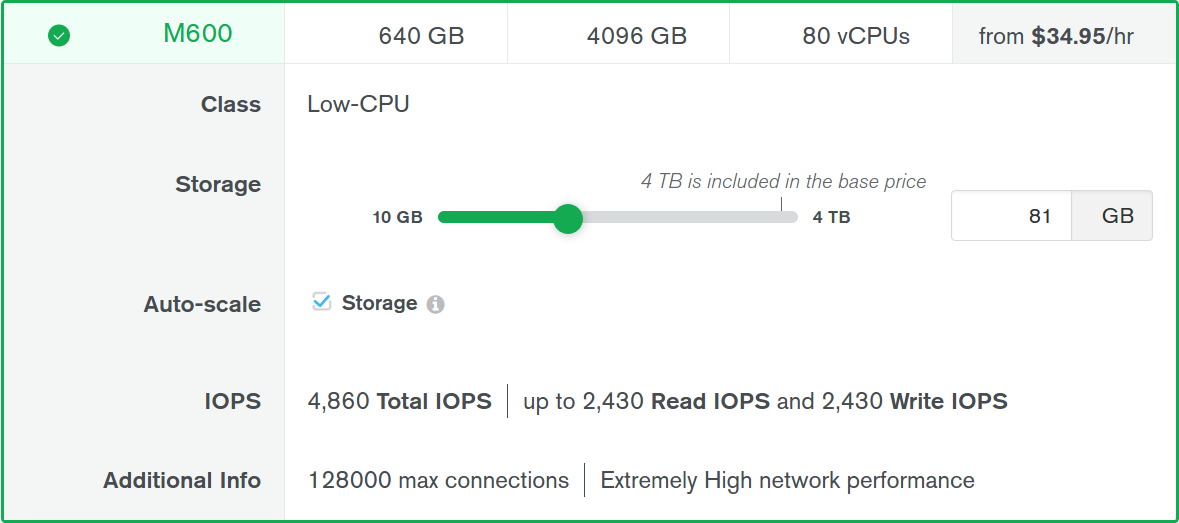 M600 640 GB 4096 GB 80 vCPUs from $34.95/hr
Class Low-CPU
4 TB is included in the base price
Storage 10 GB 4 TB 81 GB
Auto-scale Storage
IOPS 4,860 Total IOPS up to 2,430 Read IOPS and 2,430 Write IOPS
Additional Info 128000 max connections Extremely High network performance